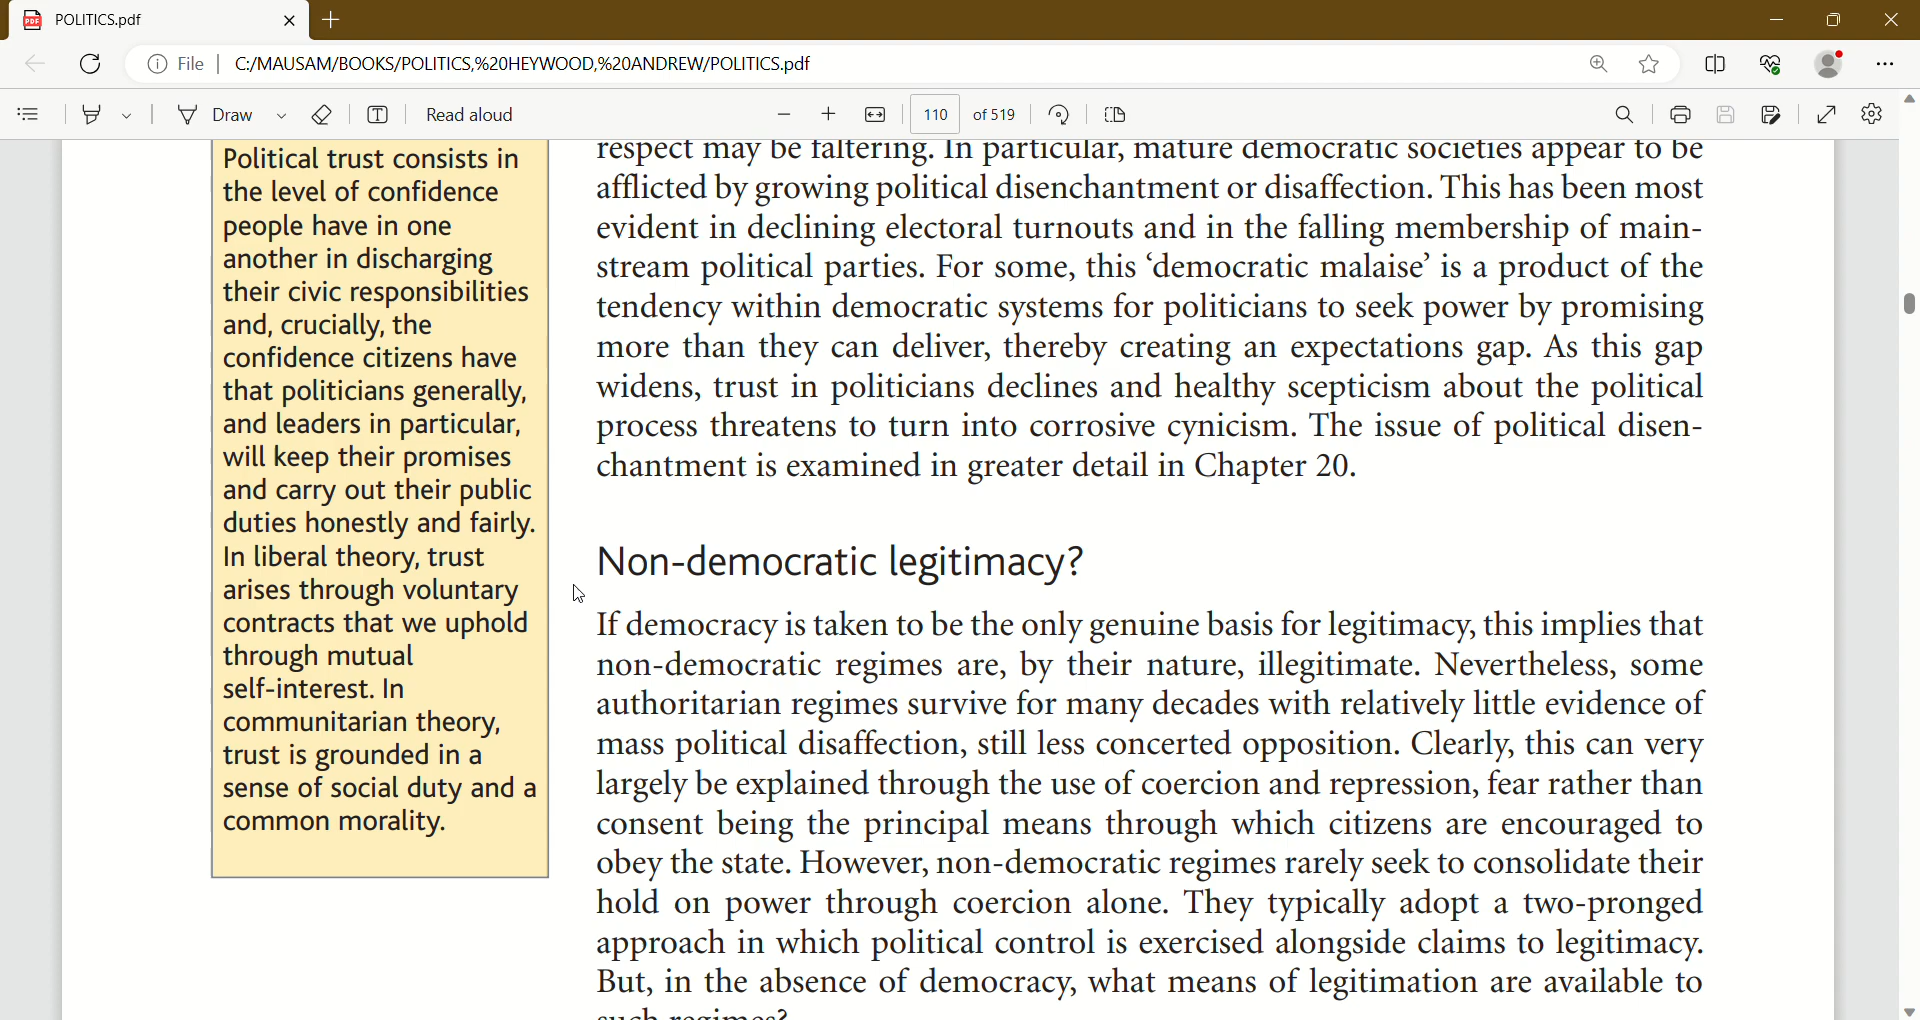 POLITICS.pdf
File
C:/MAUSAM/BOOKS/POLITICS,%20HEYWOOD,%20ANDREW/POLITICS.pdf
Draw
Read aloud
110 of 519
Political trust consists in
the level of confidence
people have in one
another in discharging
their civic responsibilities
and, crucially, the
confidence citizens have
that politicians generally,
and leaders in particular,
will keep their promises
and carry out their public
duties honestly and fairly.
In liberal theory, trust
arises through voluntary
contracts that we uphold
through mutual
self-interest. In
communitarian theory,
trust is grounded in a
sense of social duty and a
common morality.
respect may be faltering. In particular, mature democratic societies appear to be
afflicted by growing political disenchantment or disaffection. This has been most
evident in declining electoral turnouts and in the falling membership of main-
stream political parties. For some, this ‘democratic malaise’ is a product of the
tendency within democratic systems for politicians to seek power by promising
more than they can deliver, thereby creating an expectations gap. As this gap
widens, trust in politicians declines and healthy scepticism about the political
process threatens to turn into corrosive cynicism. The issue of political disen-
chantment is examined in greater detail in Chapter 20.
Non-democratic legitimacy?
If democracy is taken to be the only genuine basis for legitimacy, this implies that
non-democratic regimes are, by their nature, illegitimate. Nevertheless, some
authoritarian regimes survive for many decades with relatively little evidence of
mass political disaffection, still less concerted opposition. Clearly, this can very
largely be explained through the use of coercion and repression, fear rather than
consent being the principal means through which citizens are encouraged to
obey the state. However, non-democratic regimes rarely seek to consolidate their
hold on power through coercion alone. They typically adopt a two-pronged
approach in which political control is exercised alongside claims to legitimacy.
But, in the absence of democracy, what means of legitimation are available to
such regimes?